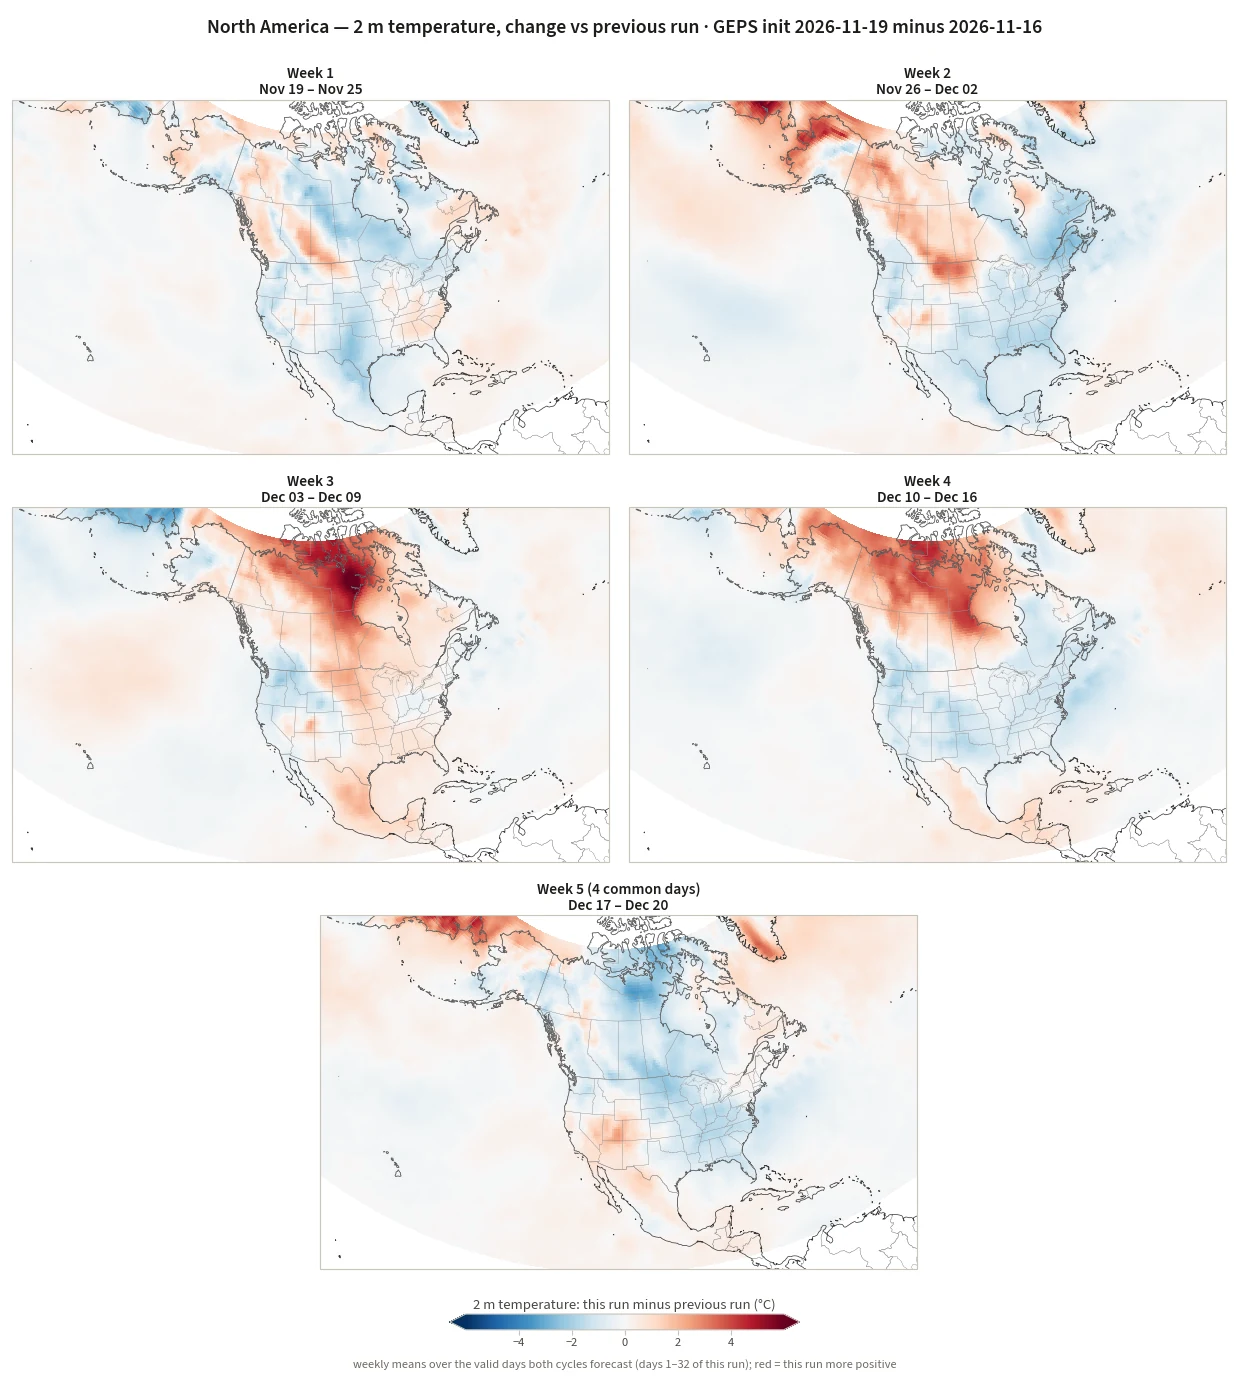 North America — 2 m temperature, change vs previous run · GEPS init 2026-11-19 minus 2026-11-16
Week 1
Nov 19 – Nov 25
Week 2
Nov 26 – Dec 02
Week 3
Dec 03 – Dec 09
Week 4
Dec 10 – Dec 16
Week 5 (4 common days)
Dec 17 – Dec 20
2 m temperature: this run minus previous run (°C)
−4 −2 0 2 4
weekly means over the valid days both cycles forecast (days 1–32 of this run); red = this run more positive